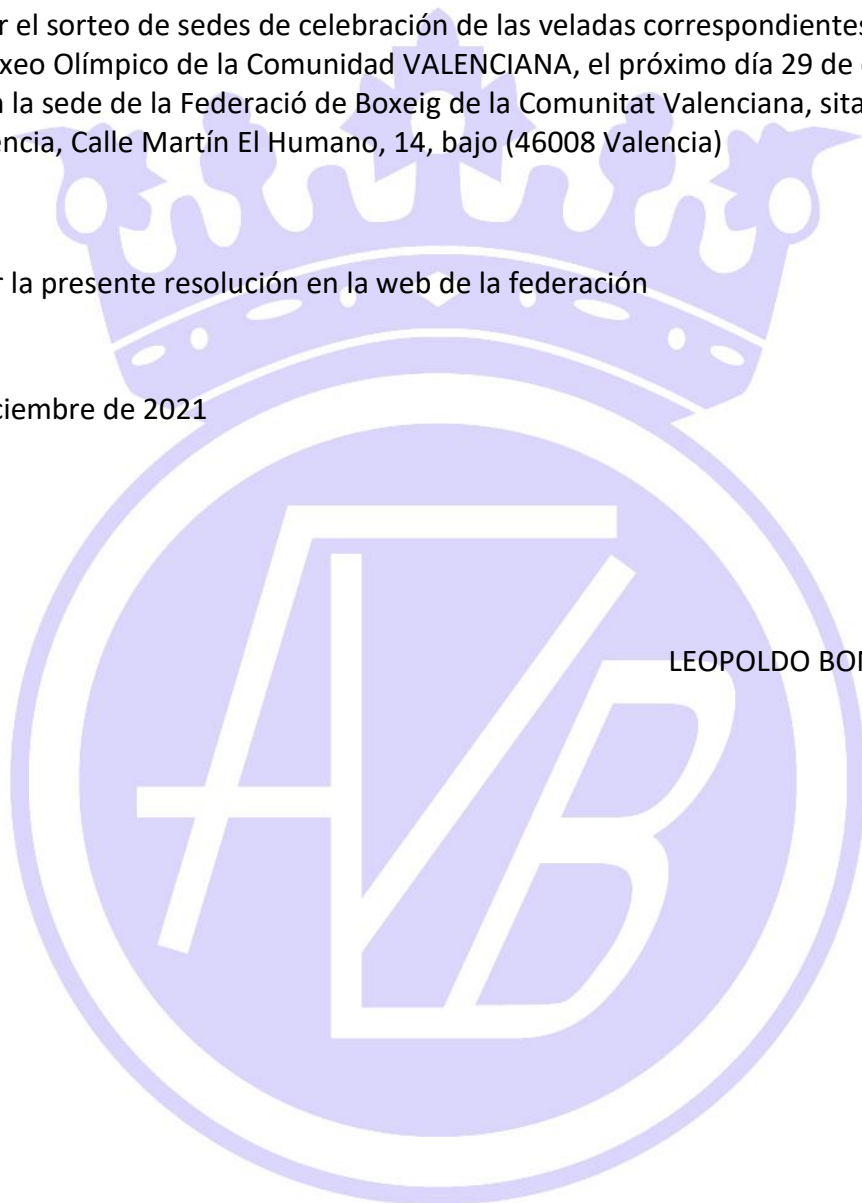 r el sorteo de sedes de celebración de las veladas correspondientes
xeo Olímpico de la Comunidad VALENCIANA, el próximo día 29 de
la sede de la Federació de Boxeig de la Comunitat Valenciana, sita
encia, Calle Martín El Humano, 14, bajo (46008 Valencia)
r la presente resolución en la web de la federación
ciembre de 2021
LEOPOLDO BON
FVB